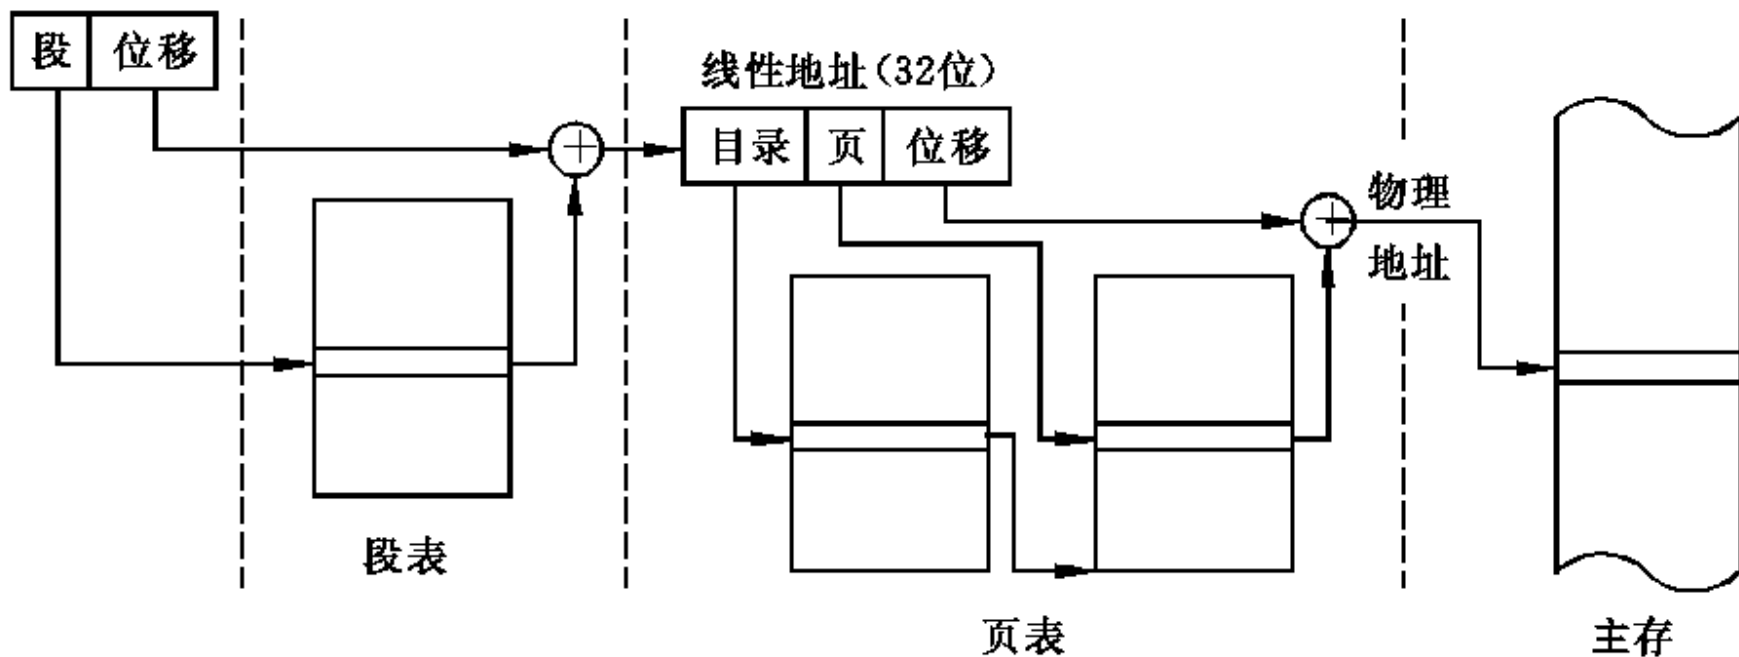 段 位移
线性地址(32位)
目录 页 位移
物理
地址
段表
页表
主存